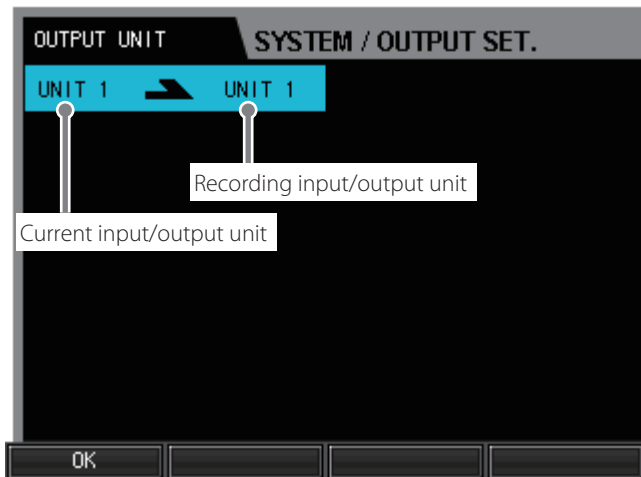 OUTPUT UNIT
SYSTEM / OUTPUT SET.
UNIT 1 UNIT 1
Recording input/output unit
Current input/output unit
OK